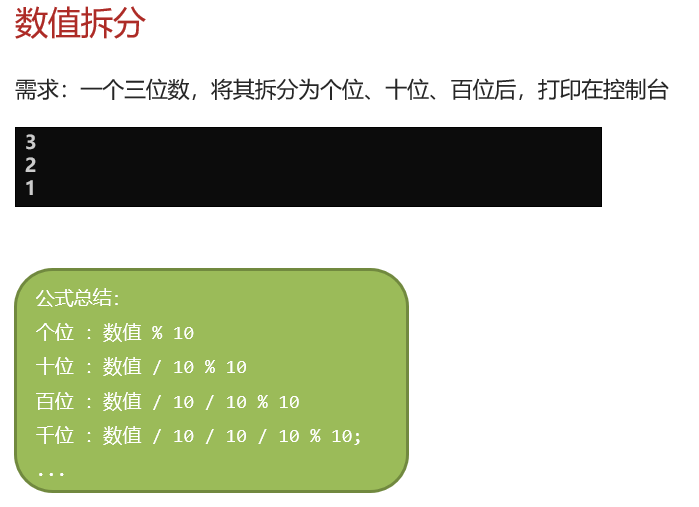 数值拆分
需求：一个三位数，将其拆分为个位、十位、百位后，打印在控制台
3
2
1
公式总结：
个位 ：数值 % 10
十位 ：数值 / 10 % 10
百位 ：数值 / 10 / 10 % 10
千位 ：数值 / 10 / 10 / 10 % 10;
...